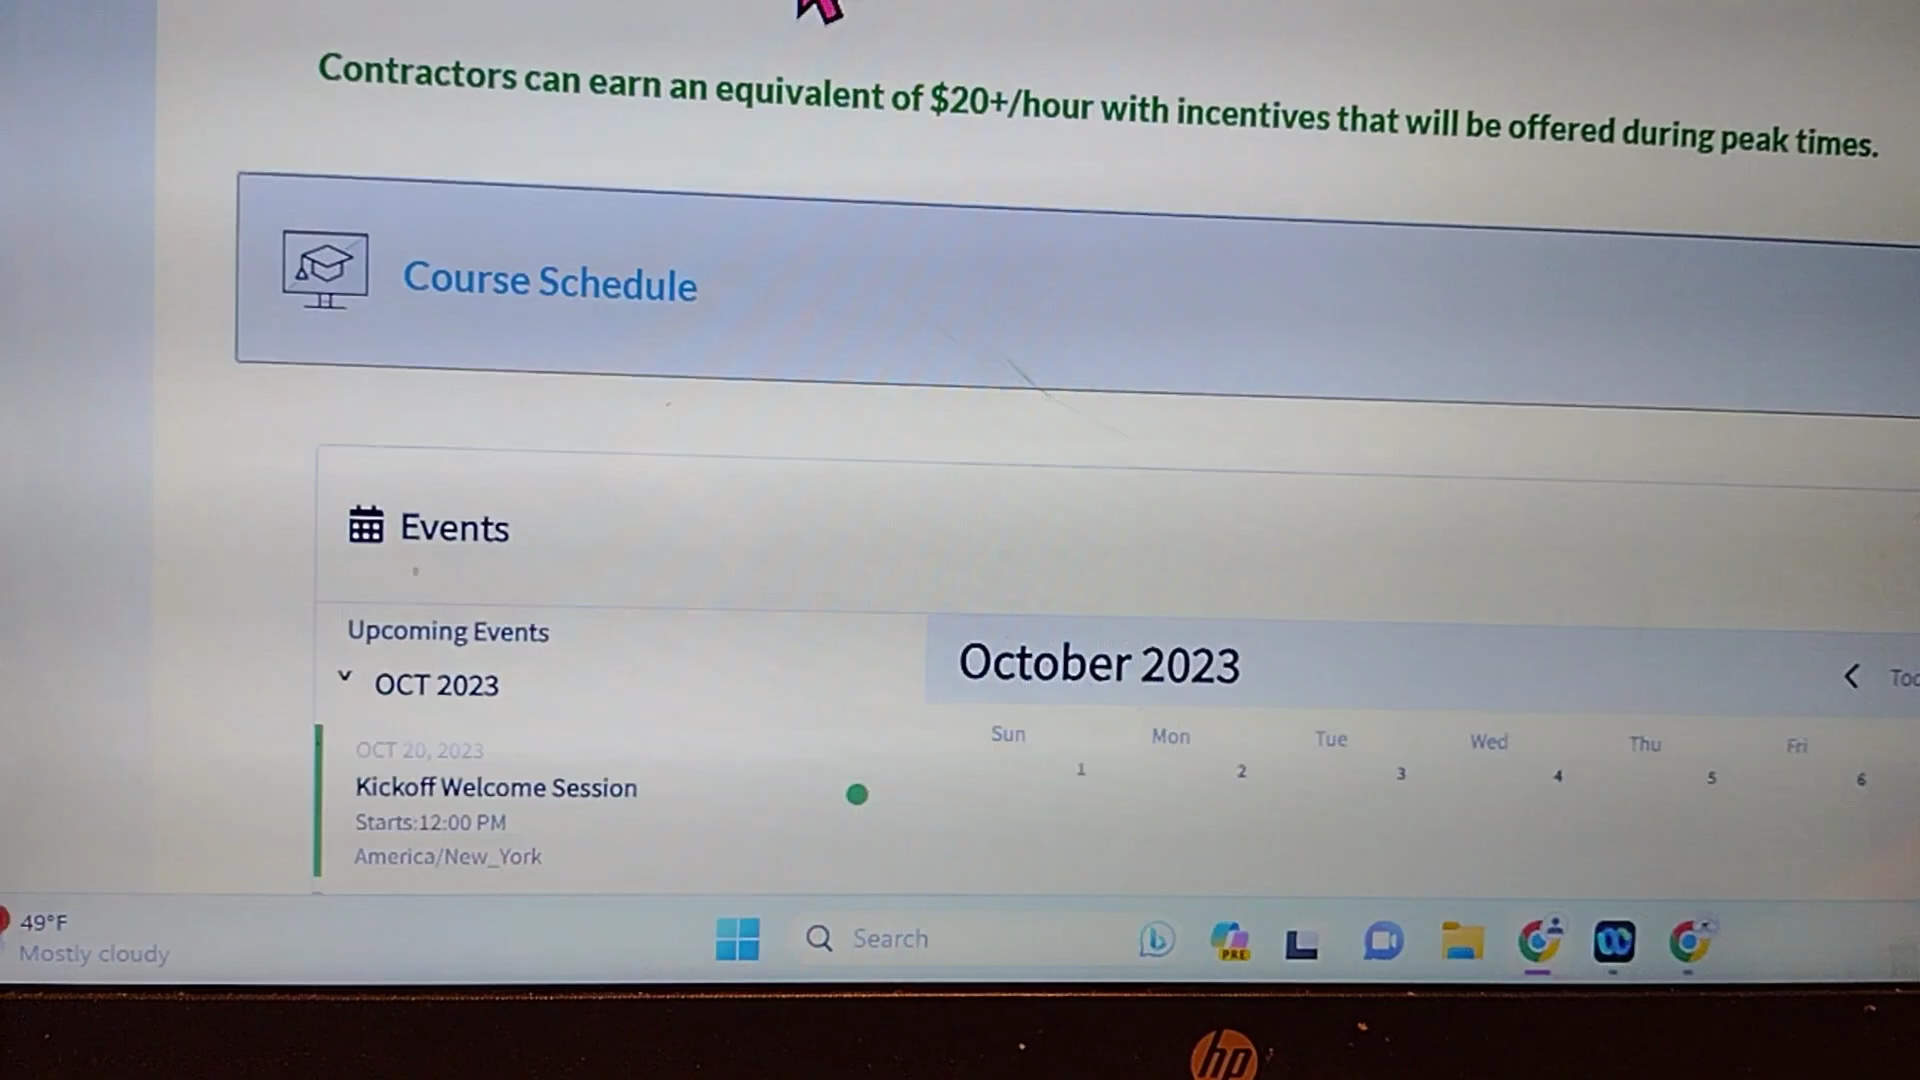 Contractors can earn an equivalent of $20+/hour with incentives that will be offered during peak times.
Course Schedule
Events
Upcoming Events
OCT 2023
OCT 20, 2023
Kickoff Welcome Session
Starts:12:00 PM
America/New_York
October 2023
Sun Mon Tue Wed Thu Fri
1 2 3 4 5 6
49°F
Mostly cloudy
Search
PRE
hp